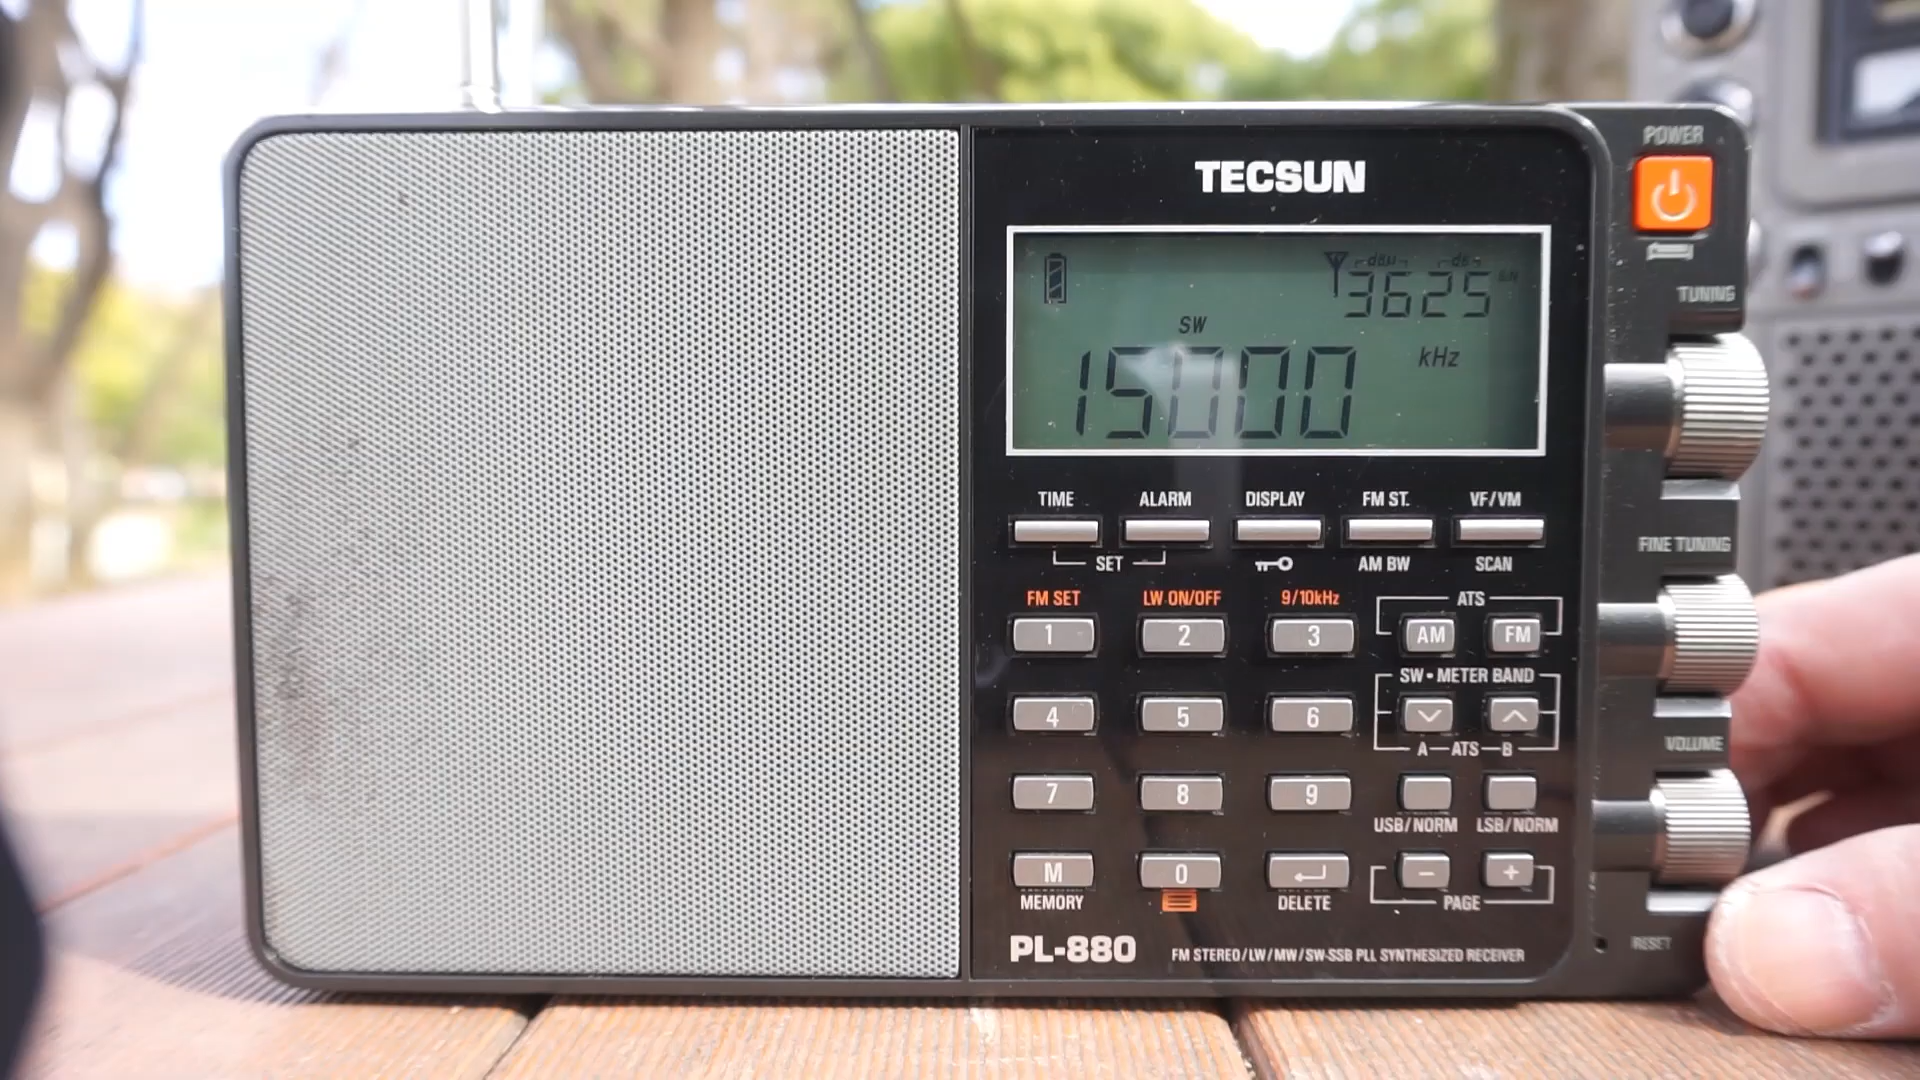 POWER
TECSUN
dBμ dB
3625
TUNING
SW
15000 kHz
TIME ALARM DISPLAY FM ST. VF/VM
SET AM BW SCAN
FINE TUNING
FM SET LW ON/OFF 9/10kHz ATS
1 2 3 AM FM
SW•METER BAND
4 5 6
A—ATS—B
VOLUME
7 8 9
USB/NORM LSB/NORM
M 0 - +
MEMORY DELETE PAGE
PL-880 FM STEREO/LW/MW/SW-SSB PLL SYNTHESIZED RECEIVER
RESET